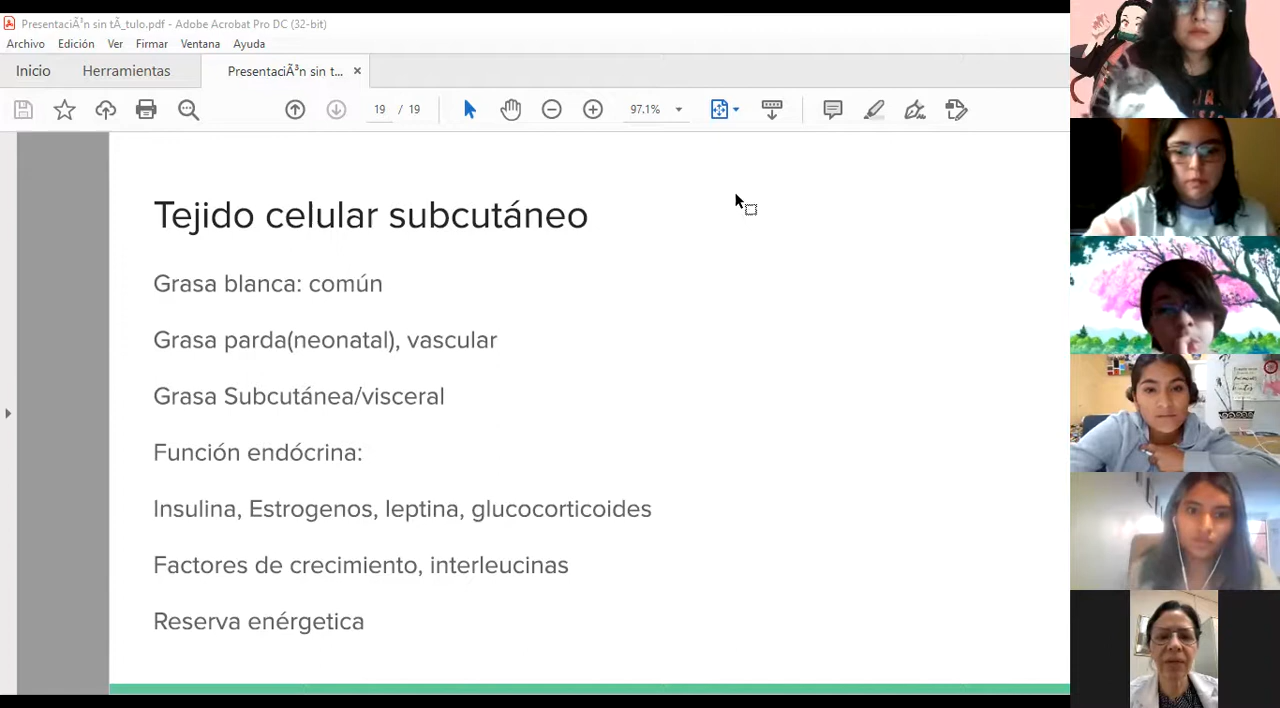 PresentaciÃ³n sin tÃ_tulo.pdf - Adobe Acrobat Pro DC (32-bit)
Archivo Edición Ver Firmar Ventana Ayuda
Inicio Herramientas PresentaciÃ³n sin t... ×
19 / 19 97.1%
Tejido celular subcutáneo
Grasa blanca: común
Grasa parda(neonatal), vascular
Grasa Subcutánea/visceral
Función endócrina:
Insulina, Estrogenos, leptina, glucocorticoides
Factores de crecimiento, interleucinas
Reserva enérgetica